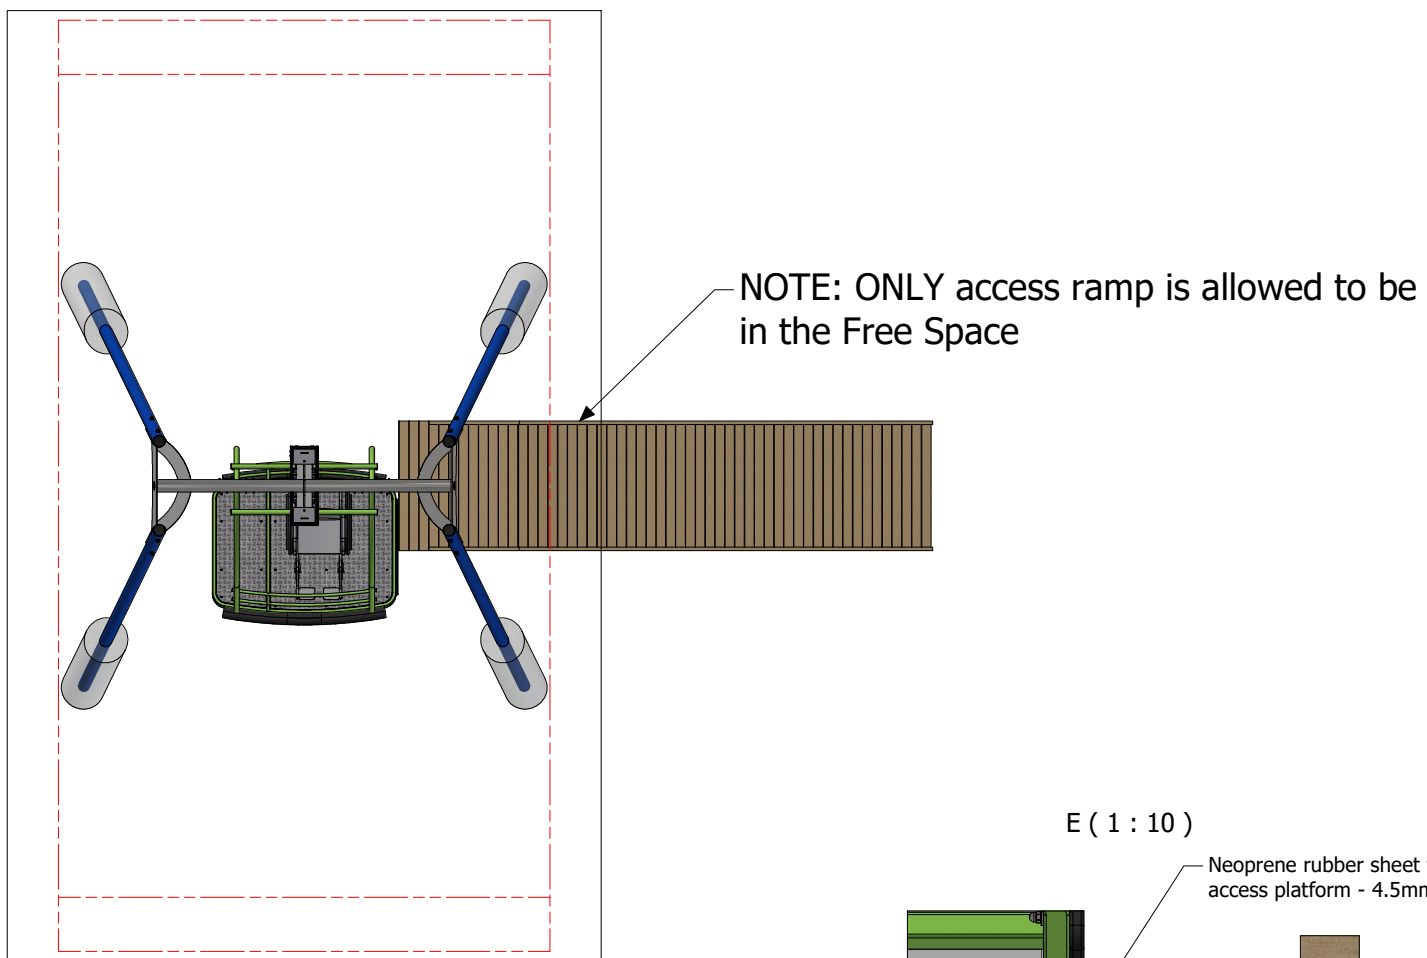 NOTE: ONLY access ramp is allowed to be
in the Free Space
E ( 1 : 10 )
Neoprene rubber sheet
access platform - 4.5mm